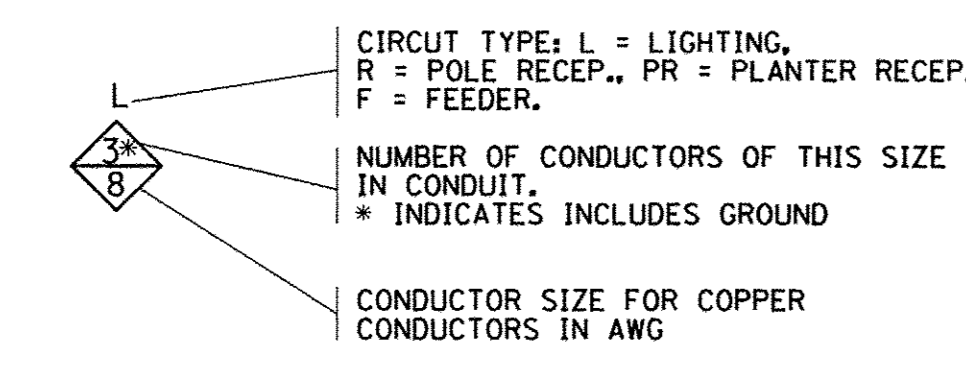 CIRCUT TYPE: L = LIGHTING,
R = POLE RECEP., PR = PLANTER RECEP.
F = FEEDER.
L
3*
8
NUMBER OF CONDUCTORS OF THIS SIZE
IN CONDUIT.
* INDICATES INCLUDES GROUND
CONDUCTOR SIZE FOR COPPER
CONDUCTORS IN AWG